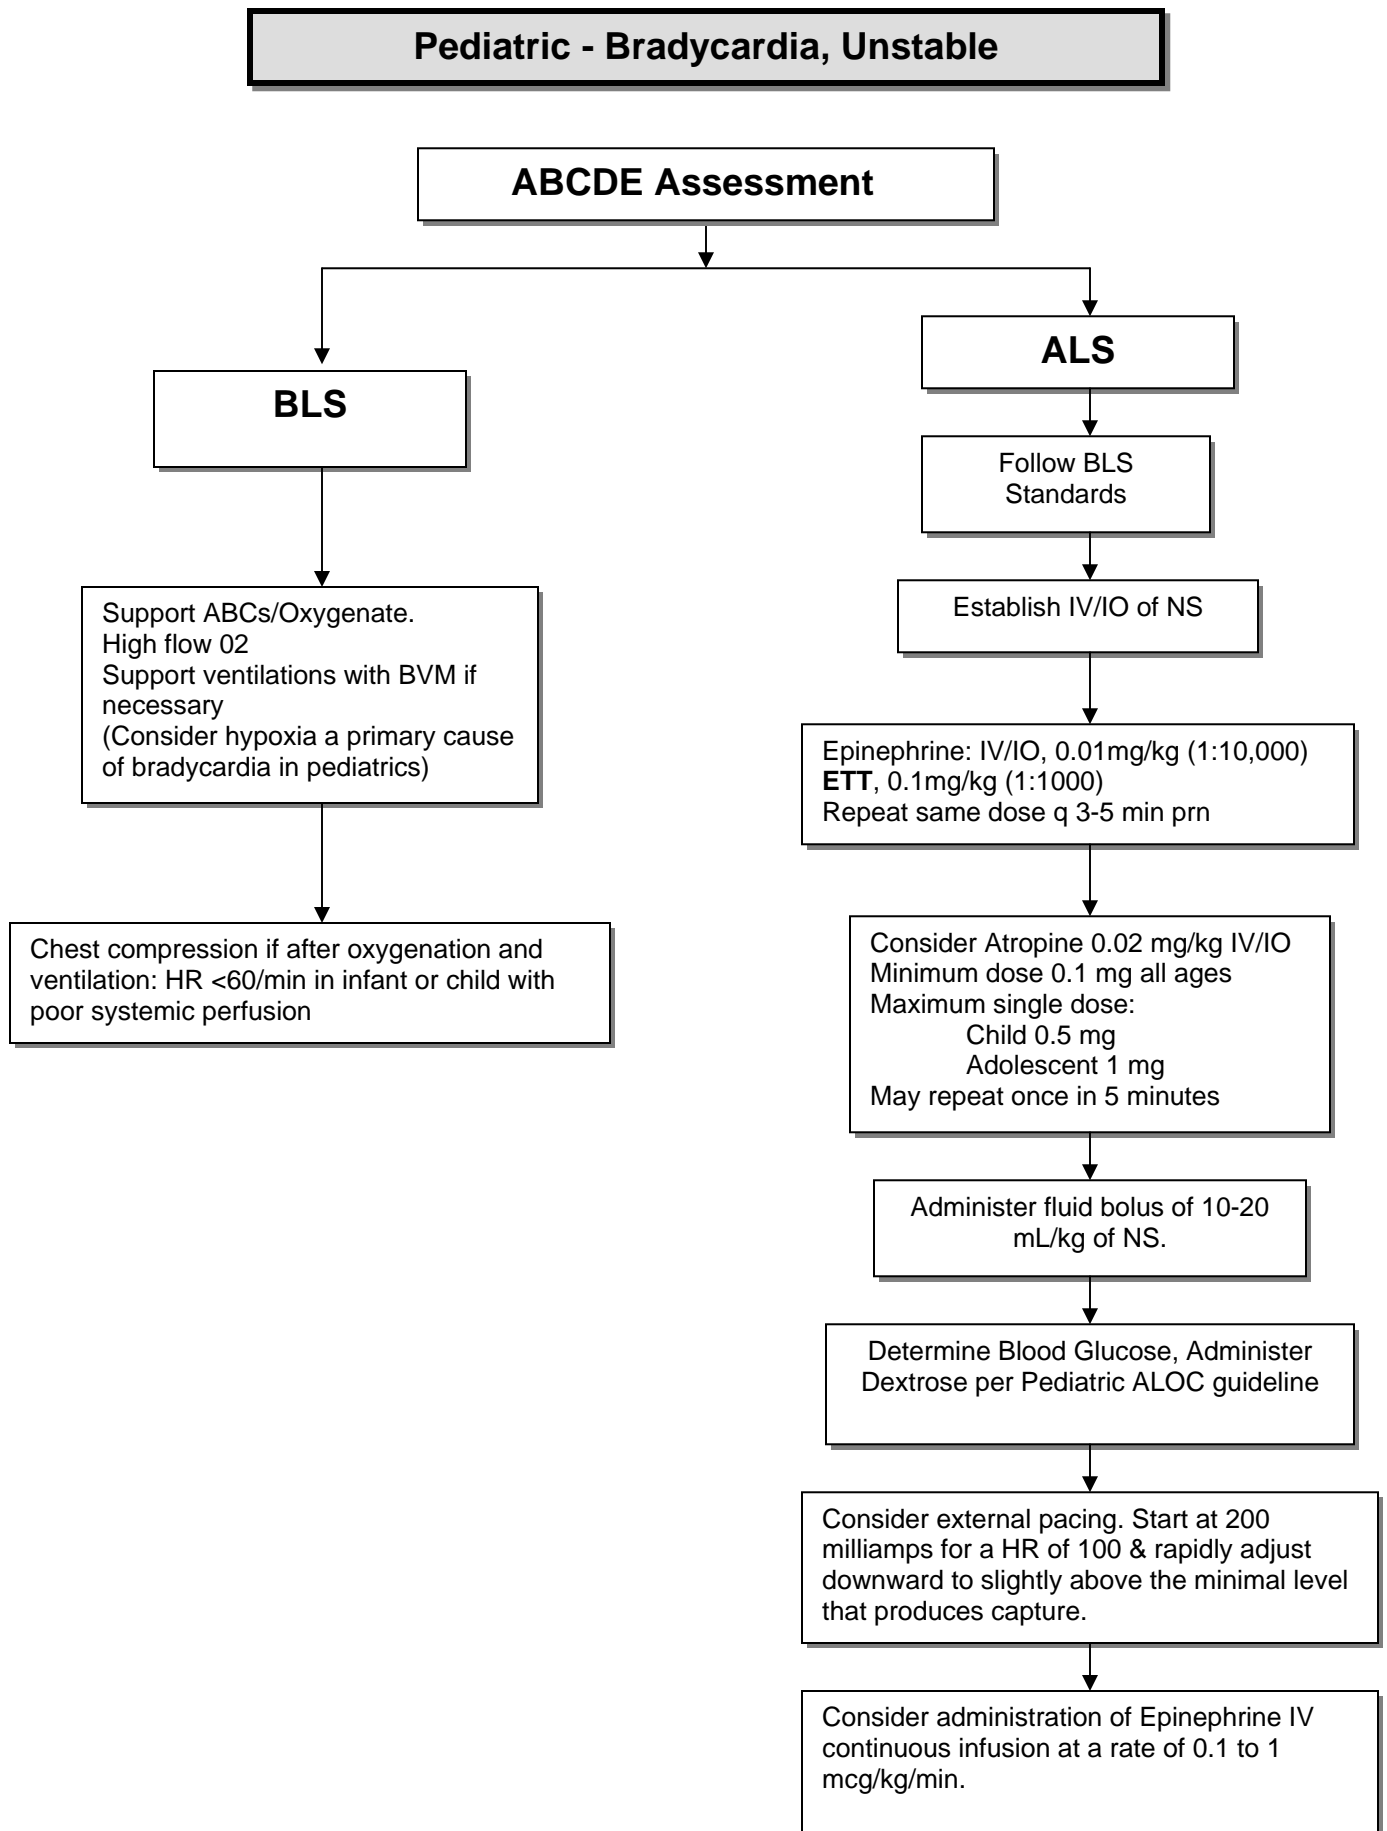 Pediatric - Bradycardia, Unstable
ABCDE Assessment
BLS
Support ABCs/Oxygenate.
High flow 02
Support ventilations with BVM if
necessary
(Consider hypoxia a primary cause
of bradycardia in pediatrics)
Chest compression if after oxygenation and
ventilation: HR <60/min in infant or child with
poor systemic perfusion
ALS
Follow BLS
Standards
Establish IV/IO of NS
Epinephrine: IV/IO, 0.01mg/kg (1:10,000)
ETT, 0.1mg/kg (1:1000)
Repeat same dose q 3-5 min prn
Consider Atropine 0.02 mg/kg IV/IO
Minimum dose 0.1 mg all ages
Maximum single dose:
Child 0.5 mg
Adolescent 1 mg
May repeat once in 5 minutes
Administer fluid bolus of 10-20
mL/kg of NS.
Determine Blood Glucose, Administer
Dextrose per Pediatric ALOC guideline
Consider external pacing. Start at 200
milliamps for a HR of 100 & rapidly adjust
downward to slightly above the minimal level
that produces capture.
Consider administration of Epinephrine IV
continuous infusion at a rate of 0.1 to 1
mcg/kg/min.